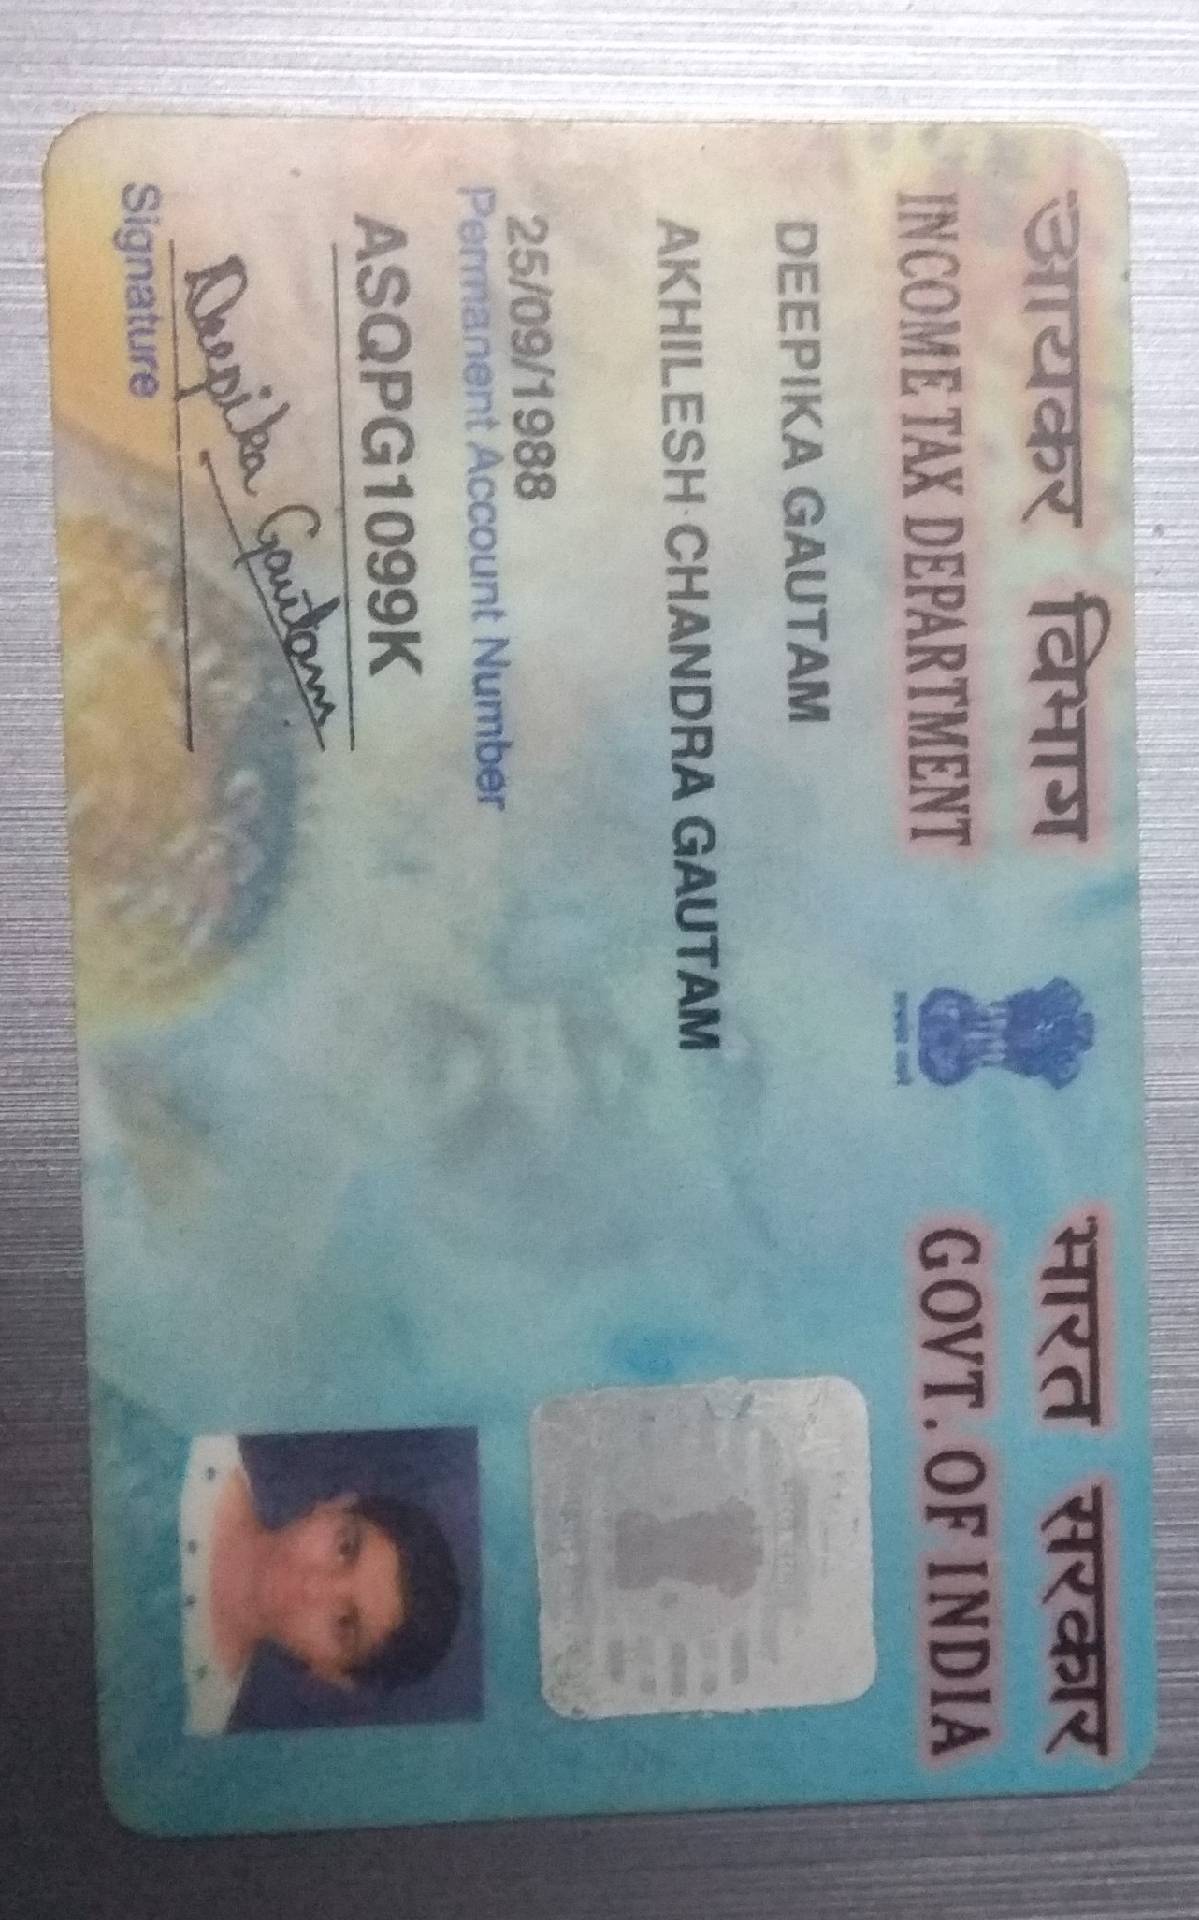 आयकर विभाग
INCOME TAX DEPARTMENT
भारत सरकार
GOVT. OF INDIA
DEEPIKA GAUTAM
AKHILESH CHANDRA GAUTAM
25/09/1988
Permanent Account Number
ASQPG1099K
Deepika Gautam
Signature